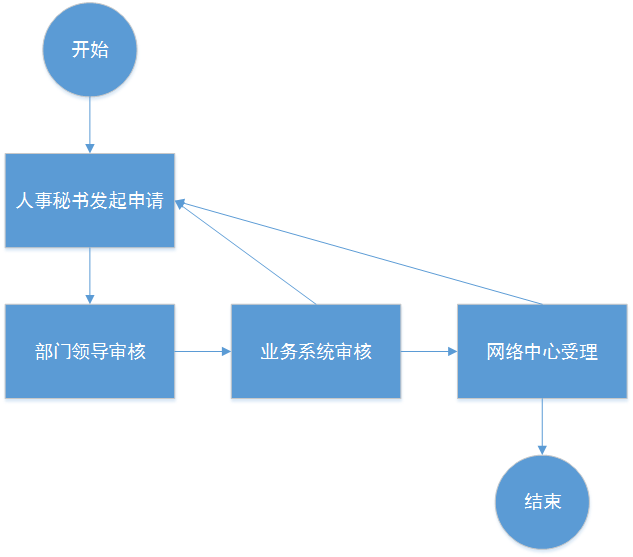 开始
人事秘书发起申请
部门领导审核
业务系统审核
网络中心受理
结束